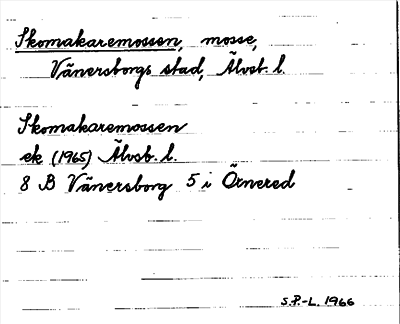 Skomakaremossen, mosse,
Vänersborgs stad, Älvsb. l.
Skomakaremossen
ek (1965) Älvsb. l.
8 B Vänersborg 5 i Örnered
S.P.-L. 1966